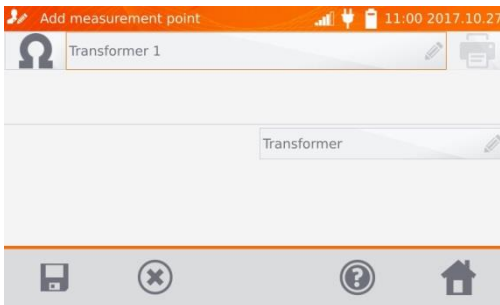 Add measurement point 11:00 2017.10.27
Transformer 1
Transformer